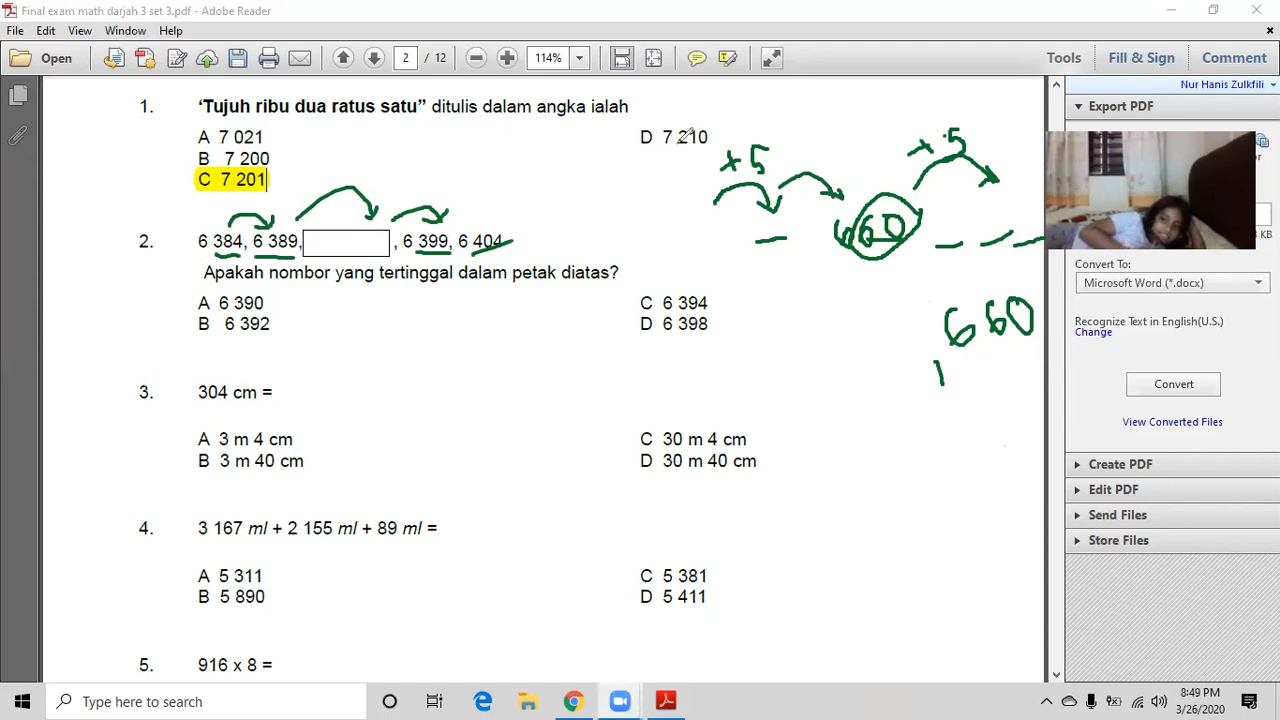 Final exam math darjah 3 set 3.pdf - Adobe Reader
File Edit View Window Help
Open 2 / 12 114% Tools Fill & Sign Comment
Nur Hanis Zulkfili
Export PDF
1. ‘Tujuh ribu dua ratus satu” ditulis dalam angka ialah
A 7 021 D 7 210
B 7 200
C 7 201
+5 +5
660
2. 6 384, 6 389, , 6 399, 6 404
Apakah nombor yang tertinggal dalam petak diatas?
A 6 390 C 6 394
B 6 392 D 6 398
660
1
3. 304 cm =
A 3 m 4 cm C 30 m 4 cm
B 3 m 40 cm D 30 m 40 cm
4. 3 167 ml + 2 155 ml + 89 ml =
A 5 311 C 5 381
B 5 890 D 5 411
5. 916 x 8 =
KB
Convert To:
Microsoft Word (*.docx)
Recognize Text in English(U.S.)
Change
Convert
View Converted Files
Create PDF
Edit PDF
Send Files
Store Files
Type here to search
8:49 PM
3/26/2020